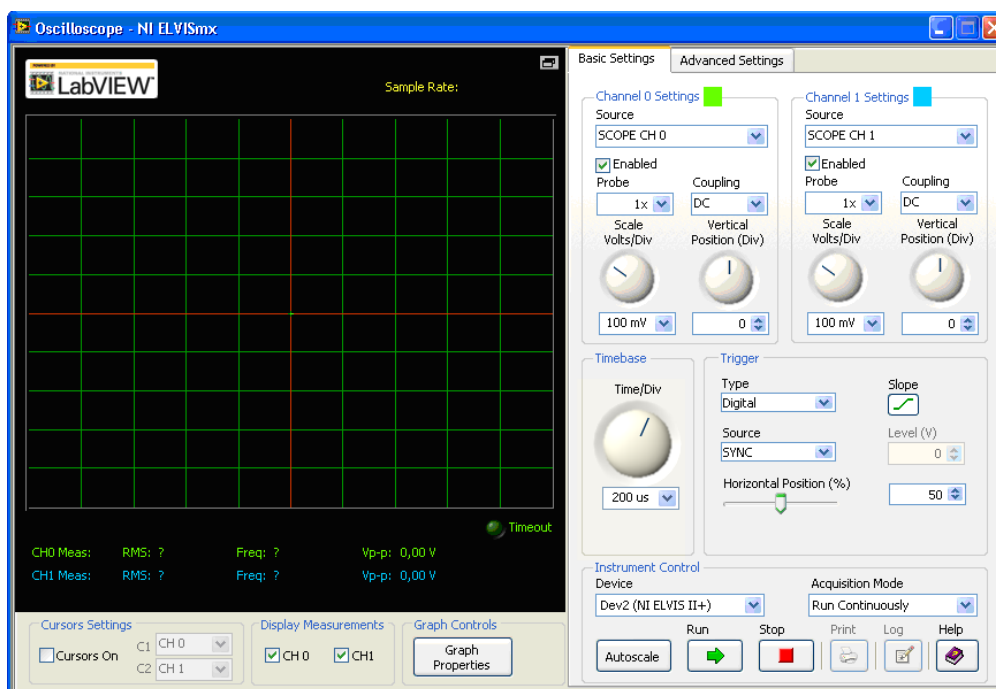 Oscilloscope - NI ELVISmx
POWERED BY
NATIONAL INSTRUMENTS
LabVIEW™
Sample Rate:
Timeout
CH0 Meas: RMS: ? Freq: ? Vp-p: 0,00 V
CH1 Meas: RMS: ? Freq: ? Vp-p: 0,00 V
Cursors Settings
Cursors On
C1 CH 0
C2 CH 1
Display Measurements
CH 0 CH1
Graph Controls
Graph
Properties
Basic Settings Advanced Settings
Channel 0 Settings
Source
SCOPE CH 0
Enabled
Probe Coupling
1x DC
Scale Vertical
Volts/Div Position (Div)
100 mV 0
Channel 1 Settings
Source
SCOPE CH 1
Enabled
Probe Coupling
1x DC
Scale Vertical
Volts/Div Position (Div)
100 mV 0
Timebase
Time/Div
200 us
Trigger
Type Slope
Digital
Source Level (V)
SYNC 0
Horizontal Position (%)
50
Instrument Control
Device Acquisition Mode
Dev2 (NI ELVIS II+) Run Continuously
Run Stop Print Log Help
Autoscale